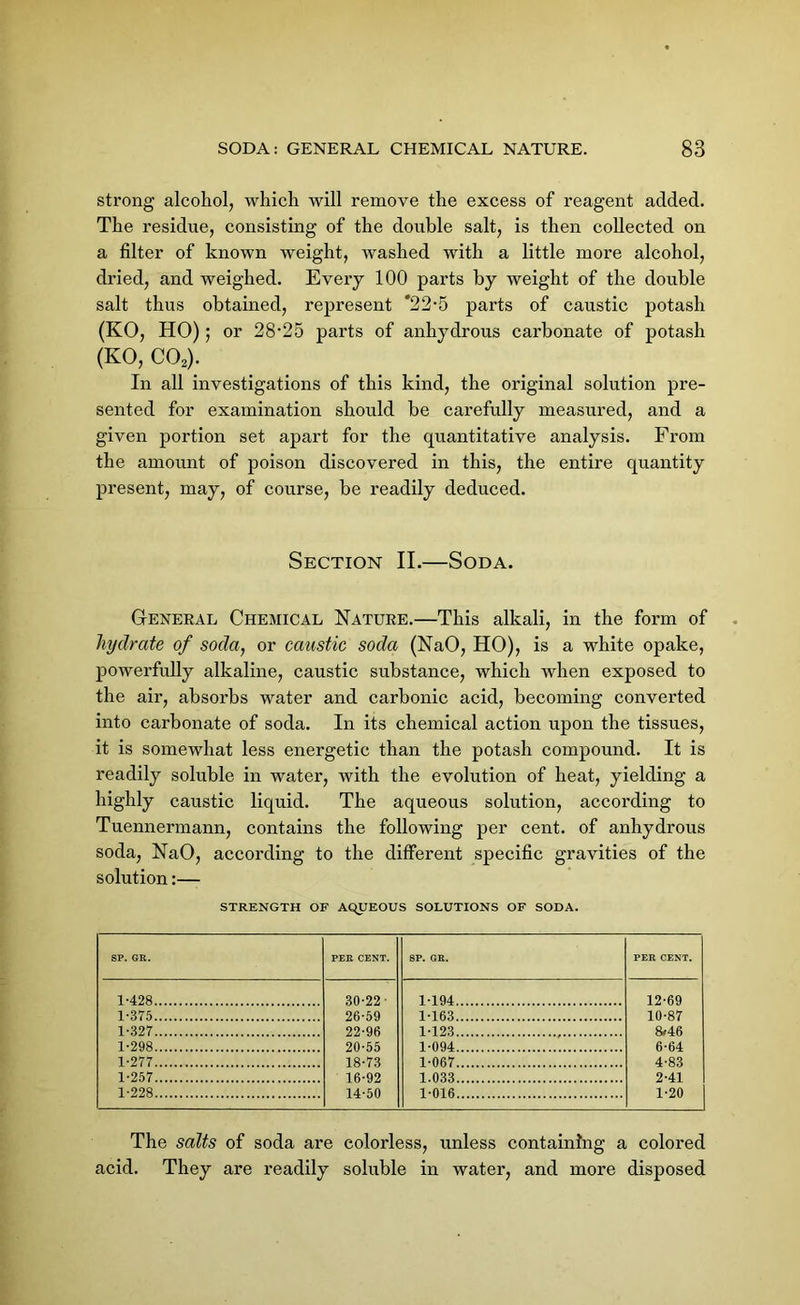 SODA: GENERAL CHEMICAL NATURE. 83
strong alcohol, which will remove the excess of reagent added.
The residue, consisting of the double salt, is then collected on
a filter of known weight, washed with a little more alcohol,
dried, and weighed. Every 100 parts by weight of the double
salt thus obtained, represent 22·5 parts of caustic potash
(KO, HO); or 28·25 parts of anhydrous carbonate of potash
(KO, CO₂).
In all investigations of this kind, the original solution pre-
sented for examination should be carefully measured, and a
given portion set apart for the quantitative analysis. From
the amount of poison discovered in this, the entire quantity
present, may, of course, be readily deduced.
SECTION II.—SODA.
GENERAL CHEMICAL NATURE.—This alkali, in the form of
hydrate of soda, or caustic soda (NaO, HO), is a white opake,
powerfully alkaline, caustic substance, which when exposed to
the air, absorbs water and carbonic acid, becoming converted
into carbonate of soda. In its chemical action upon the tissues,
it is somewhat less energetic than the potash compound. It is
readily soluble in water, with the evolution of heat, yielding a
highly caustic liquid. The aqueous solution, according to
Tuennermann, contains the following per cent. of anhydrous
soda, NaO, according to the different specific gravities of the
solution:—
STRENGTH OF AQUEOUS SOLUTIONS OF SODA.
SP. GR. PER CENT. SP. GR. PER CENT.
1·428 30·22 1·194 12·69
1·375 26·59 1·163 10·87
1·327 22·96 1·123 8·46
1·298 20·55 1·094 6·64
1·277 18·73 1·067 4·83
1·257 16·92 1.033 2·41
1·228 14·50 1·016 1·20
The salts of soda are colorless, unless containing a colored
acid. They are readily soluble in water, and more disposed